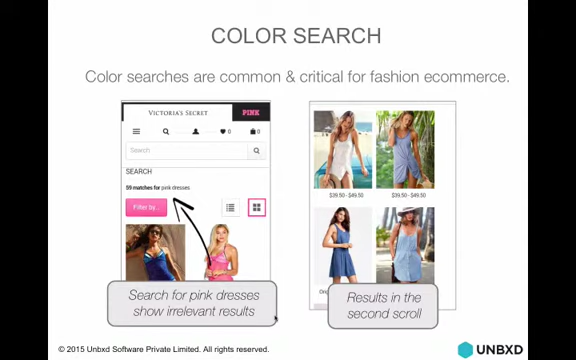 COLOR SEARCH
Color searches are common & critical for fashion ecommerce.
VICTORIA'S SECRET
PINK
0
0
Search
SEARCH
59 matches for pink dresses
Filter by...
$39.50 - $49.50
$39.50 - $49.50
Search for pink dresses
show irrelevant results
Results in the
second scroll
© 2015 Unbxd Software Private Limited. All rights reserved.
UNBXD